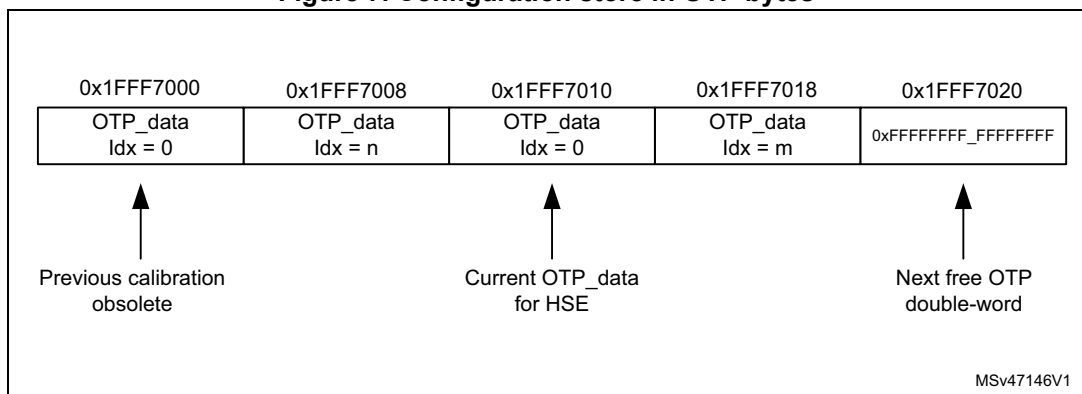 Figure 7. Configuration store in OTP bytes
0x1FFF7000 0x1FFF7008 0x1FFF7010 0x1FFF7018 0x1FFF7020
OTP_data OTP_data OTP_data OTP_data 0xFFFFFFFF_FFFFFFFF
Idx = 0 Idx = n Idx = 0 Idx = m
Previous calibration Current OTP_data Next free OTP
obsolete for HSE double-word
MSv47146V1